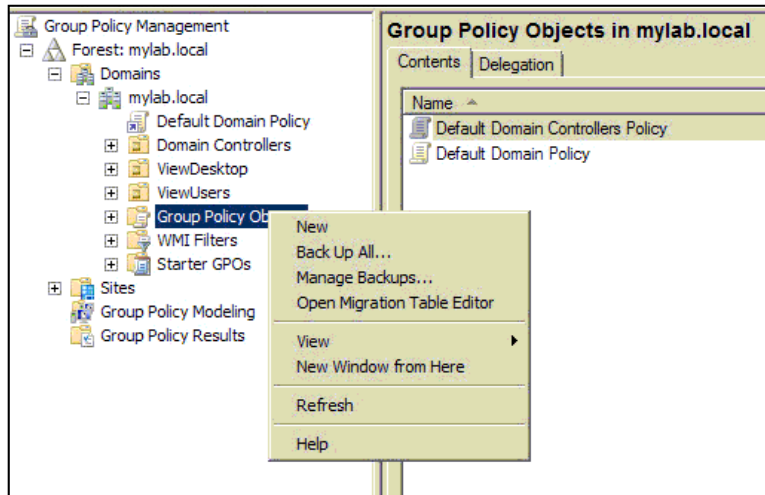 Group Policy Management
Forest: mylab.local
Domains
mylab.local
Default Domain Policy
Domain Controllers
ViewDesktop
ViewUsers
Group Policy Ob
WMI Filters
Starter GPOs
Sites
Group Policy Modeling
Group Policy Results
Group Policy Objects in mylab.local
Contents Delegation
Name
Default Domain Controllers Policy
Default Domain Policy
New
Back Up All...
Manage Backups...
Open Migration Table Editor
View
New Window from Here
Refresh
Help